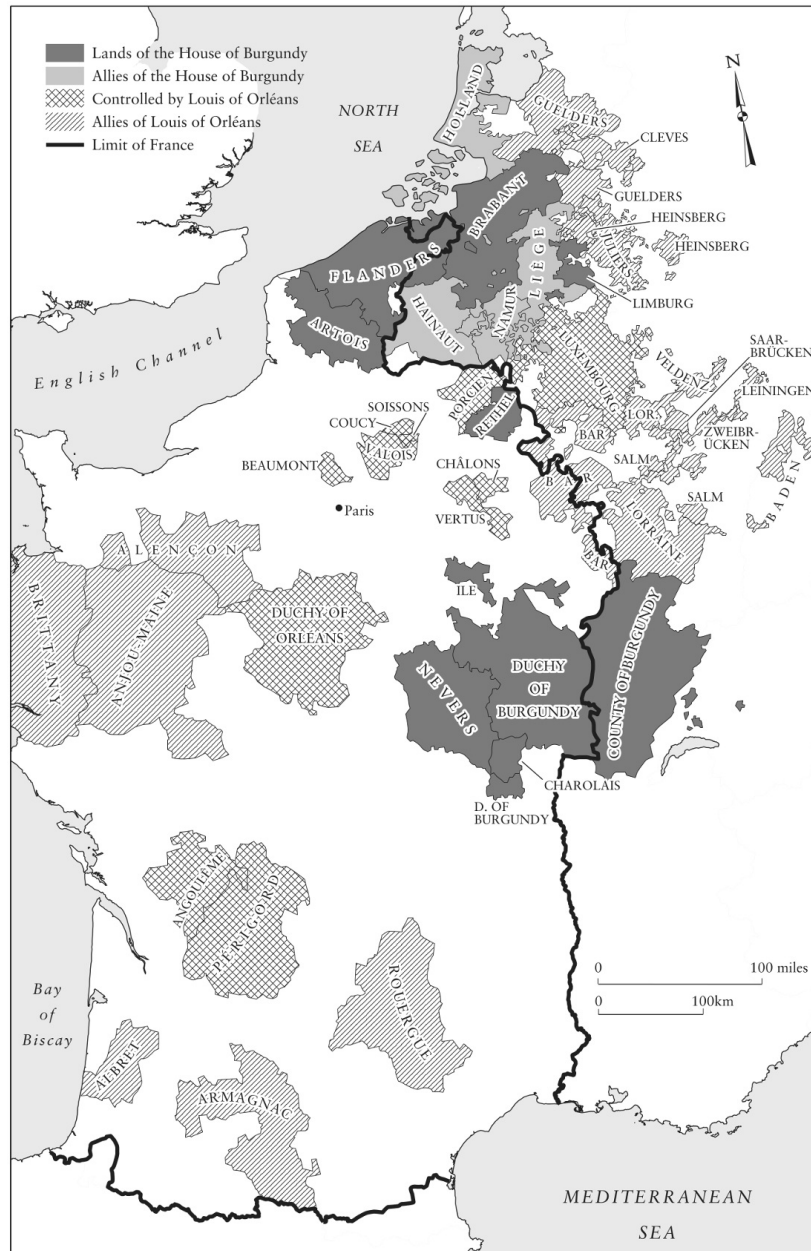 Lands of the House of Burgundy
Allies of the House of Burgundy
Controlled by Louis of Orléans
Allies of Louis of Orléans
Limit of France
N
NORTH
SEA
HOLLAND
GUELDERS
CLEVES
GUELDERS
HEINSBERG
JULIERS
HEINSBERG
BRABANT
FLANDERS
LIÈGE
LIMBURG
ARTOIS
HAINAUT
NAMUR
English Channel
LUXEMBOURG
SAAR-
BRÜCKEN
VELDENZ
LEININGEN
PORCIEN
RETHEL
SOISSONS
COUCY
VALOIS
LOR.
ZWEIBR-
ÜCKEN
BAR
BEAUMONT
SALM
CHÂLONS
BAR
BADEN
Paris
VERTUS
SALM
LORRAINE
ALENÇON
BAR
ILE
BRITTANY
ANJOU-MAINE
DUCHY OF
ORLÉANS
NEVERS
DUCHY
OF
BURGUNDY
COUNTY OF BURGUNDY
CHAROLAIS
D. OF
BURGUNDY
ANGOULÊME
PÉRIGORD
ROUERGUE
0 100 miles
0 100km
Bay
of
Biscay
ALBRET
ARMAGNAC
MEDITERRANEAN
SEA